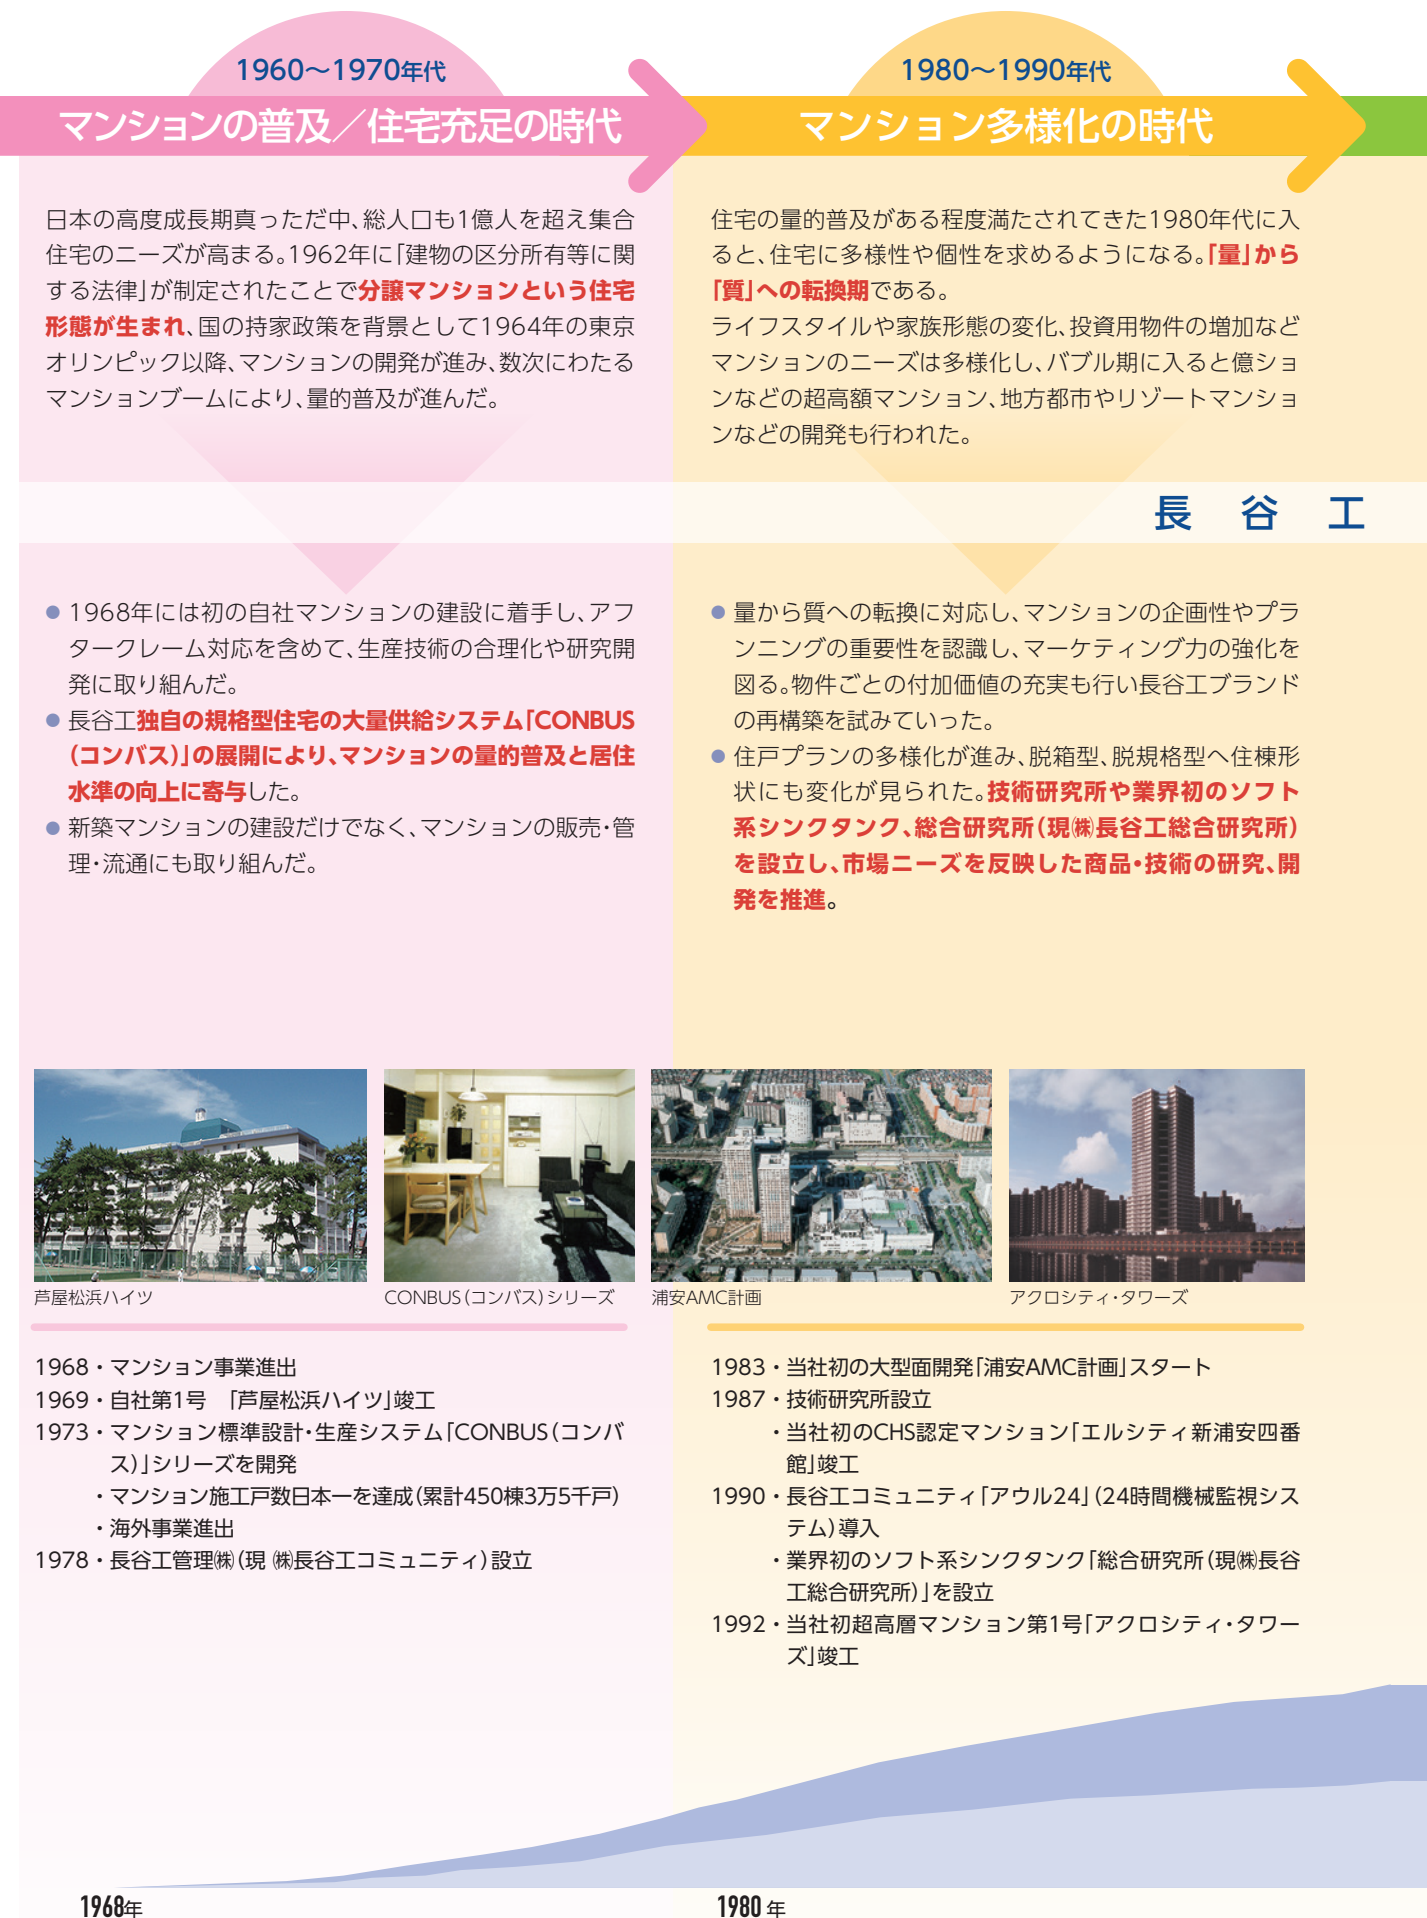 1960～1970年代
マンションの普及／住宅充足の時代
日本の高度成長期真っただ中、総人口も1億人を超え集合
住宅のニーズが高まる。1962年に「建物の区分所有等に関
する法律」が制定されたことで分譲マンションという住宅
形態が生まれ、国の持家政策を背景として1964年の東京
オリンピック以降、マンションの開発が進み、数次にわたる
マンションブームにより、量的普及が進んだ。
1980～1990年代
マンション多様化の時代
住宅の量的普及がある程度満たされてきた1980年代に入
ると、住宅に多様性や個性を求めるようになる。「量」から
「質」への転換期である。
ライフスタイルや家族形態の変化、投資用物件の増加など
マンションのニーズは多様化し、バブル期に入ると億ショ
ンなどの超高額マンション、地方都市やリゾートマンショ
ンなどの開発も行われた。
長 谷 工
● 1968年には初の自社マンションの建設に着手し、アフ
タークレーム対応を含めて、生産技術の合理化や研究開
発に取り組んだ。
● 長谷工独自の規格型住宅の大量供給システム「CONBUS
（コンバス）」の展開により、マンションの量的普及と居住
水準の向上に寄与した。
● 新築マンションの建設だけでなく、マンションの販売・管
理・流通にも取り組んだ。
● 量から質への転換に対応し、マンションの企画性やプラ
ンニングの重要性を認識し、マーケティング力の強化を
図る。物件ごとの付加価値の充実も行い長谷工ブランド
の再構築を試みていった。
● 住戸プランの多様化が進み、脱箱型、脱規格型へ住棟形
状にも変化が見られた。技術研究所や業界初のソフト
系シンクタンク、総合研究所（現㈱長谷工総合研究所）
を設立し、市場ニーズを反映した商品・技術の研究、開
発を推進。
芦屋松浜ハイツ
CONBUS（コンバス）シリーズ
浦安AMC計画
アクロシティ・タワーズ
1968・マンション事業進出
1969・自社第1号　「芦屋松浜ハイツ」竣工
1973・マンション標準設計・生産システム「CONBUS（コンバ
ス）」シリーズを開発
・マンション施工戸数日本一を達成（累計450棟3万5千戸）
・海外事業進出
1978・長谷工管理㈱（現 ㈱長谷工コミュニティ）設立
1983・当社初の大型面開発「浦安AMC計画」スタート
1987・技術研究所設立
・当社初のCHS認定マンション「エルシティ新浦安四番
館」竣工
1990・長谷工コミュニティ「アウル24」（24時間機械監視シス
テム）導入
・業界初のソフト系シンクタンク「総合研究所（現㈱長谷
工総合研究所）」を設立
1992・当社初超高層マンション第1号「アクロシティ・タワー
ズ」竣工
1968年
1980 年